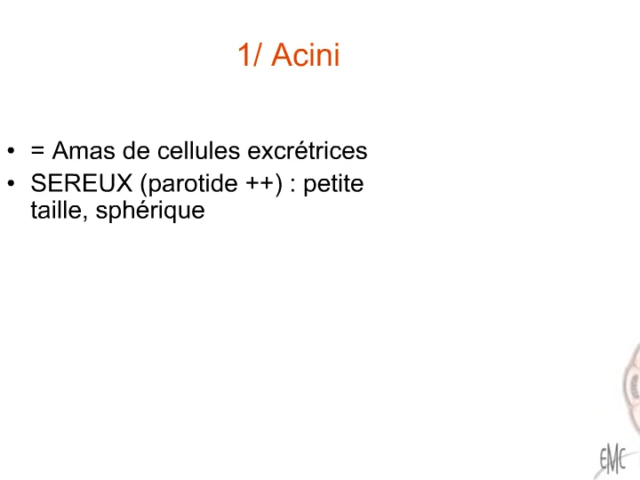 1/ Acini
• = Amas de cellules excrétrices
• SEREUX (parotide ++) : petite
taille, sphérique
EMC